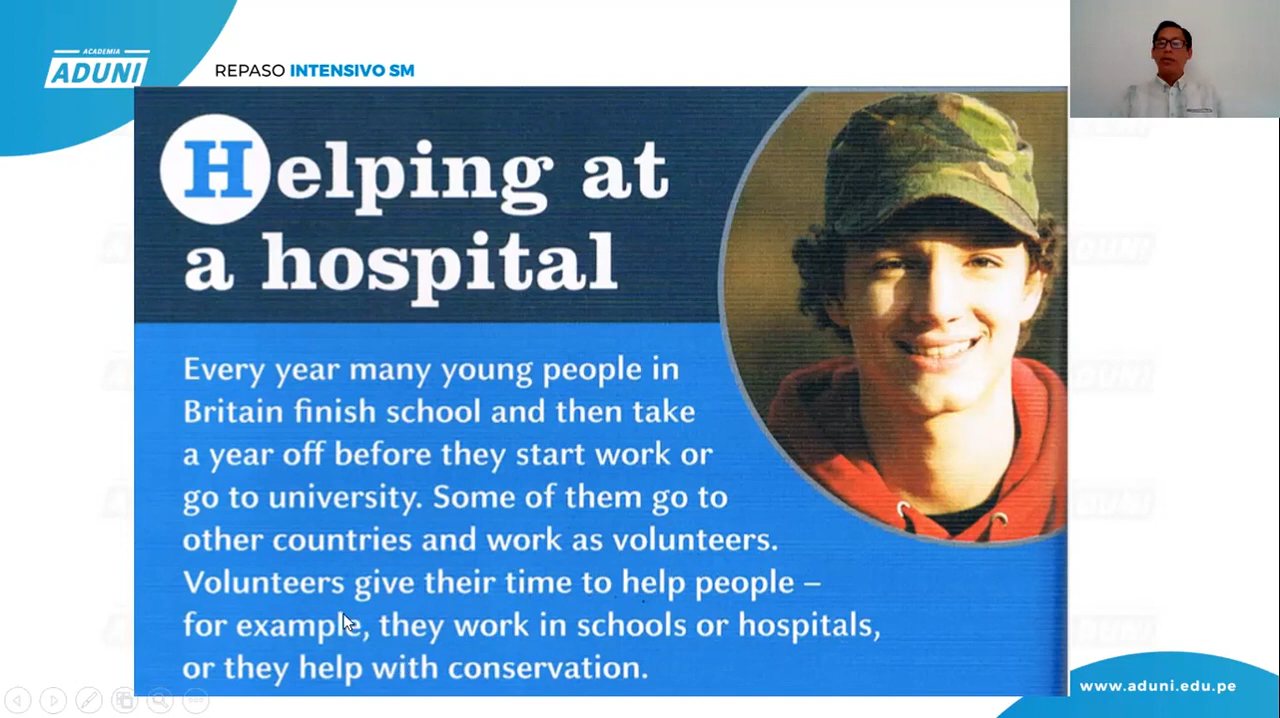 ACADEMIA
ADUNI
REPASO INTENSIVO SM
Helping at
a hospital
Every year many young people in
Britain finish school and then take
a year off before they start work or
go to university. Some of them go to
other countries and work as volunteers.
Volunteers give their time to help people –
for example, they work in schools or hospitals,
or they help with conservation.
www.aduni.edu.pe